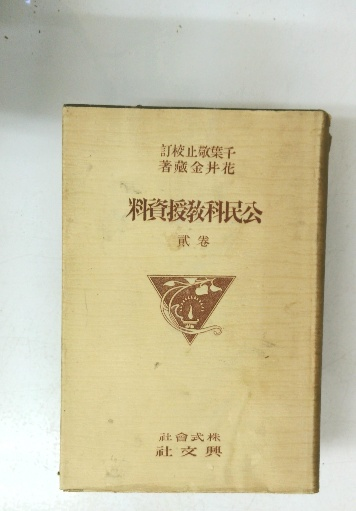 千葉敬止校訂
花井金藏著
公民科敎授資料
卷貳
株式會社
興文社